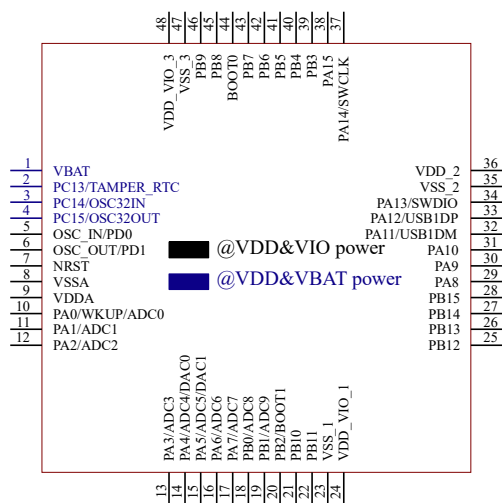 48 47 46 45 44 43 42 41 40 39 38 37
VDD_VIO_3
VSS_3
PB9
PB8
BOOT0
PB7
PB6
PB5
PB4
PB3
PA15
PA14/SWCLK
1 VBAT
2 PC13/TAMPER_RTC
3 PC14/OSC32IN
4 PC15/OSC32OUT
5 OSC_IN/PD0
6 OSC_OUT/PD1
7 NRST
8 VSSA
9 VDDA
10 PA0/WKUP/ADC0
11 PA1/ADC1
12 PA2/ADC2
@VDD&VIO power
@VDD&VBAT power
VDD_2 36
VSS_2 35
PA13/SWDIO 34
PA12/USB1DP 33
PA11/USB1DM 32
PA10 31
PA9 30
PA8 29
PB15 28
PB14 27
PB13 26
PB12 25
PA3/ADC3
PA4/ADC4/DAC0
PA5/ADC5/DAC1
PA6/ADC6
PA7/ADC7
PB0/ADC8
PB1/ADC9
PB2/BOOT1
PB10
PB11
VSS_1
VDD_VIO_1
13 14 15 16 17 18 19 20 21 22 23 24